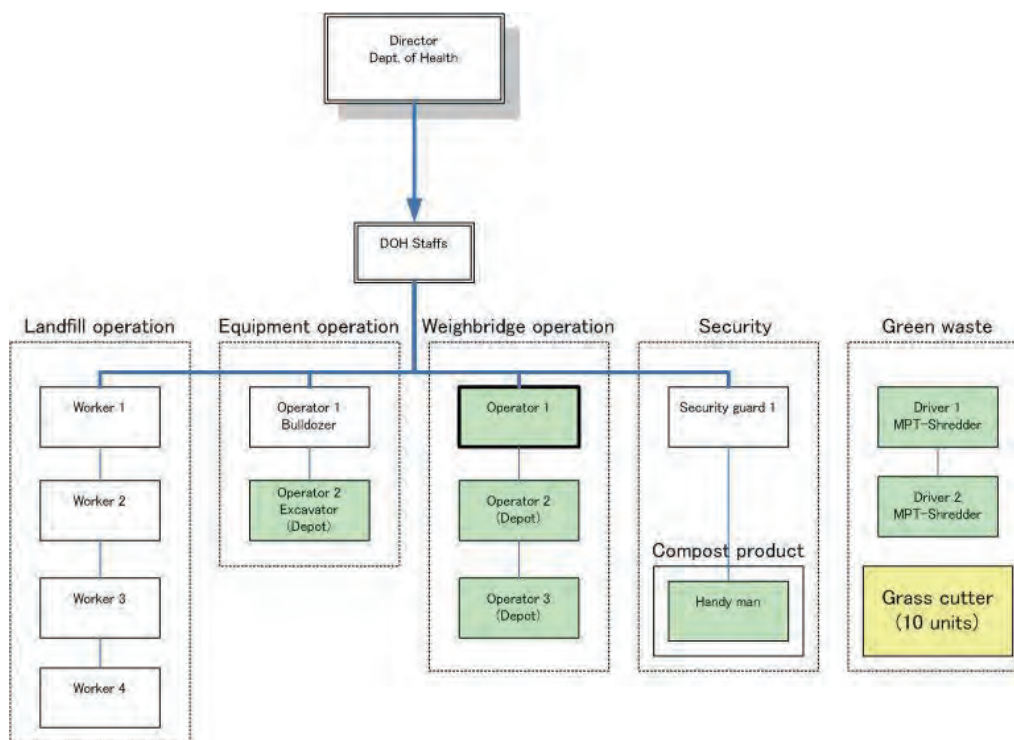 Director
Dept. of Health
DOH Staffs
Landfill operation
Worker 1
Worker 2
Worker 3
Worker 4
Equipment operation
Operator 1
Bulldozer
Operator 2
Excavator
(Depot)
Weighbridge operation
Operator 1
Operator 2
(Depot)
Operator 3
(Depot)
Security
Security guard 1
Compost product
Handy man
Green waste
Driver 1
MPT-Shredder
Driver 2
MPT-Shredder
Grass cutter
(10 units)